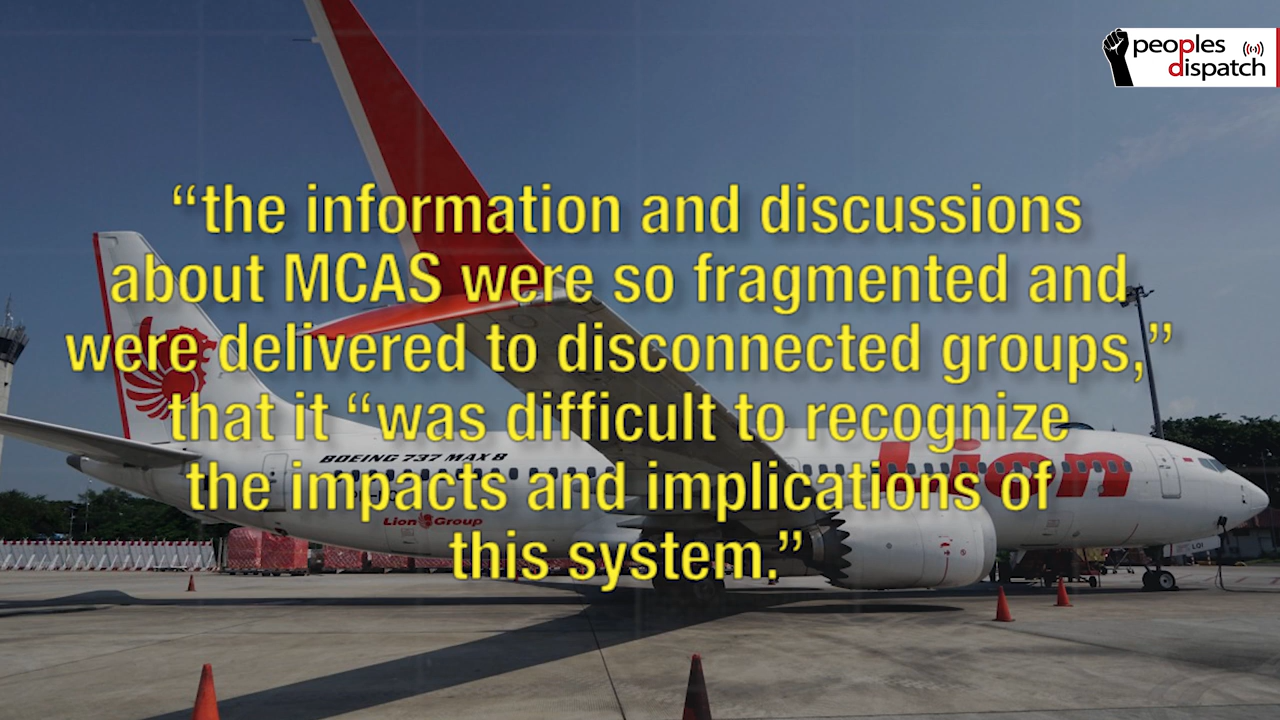 peoples
dispatch
“the information and discussions
about MCAS were so fragmented and
were delivered to disconnected groups,”
that it “was difficult to recognize
the impacts and implications of
this system.”
BOEING 737 MAX 8
Lion
Lion Group
LQI